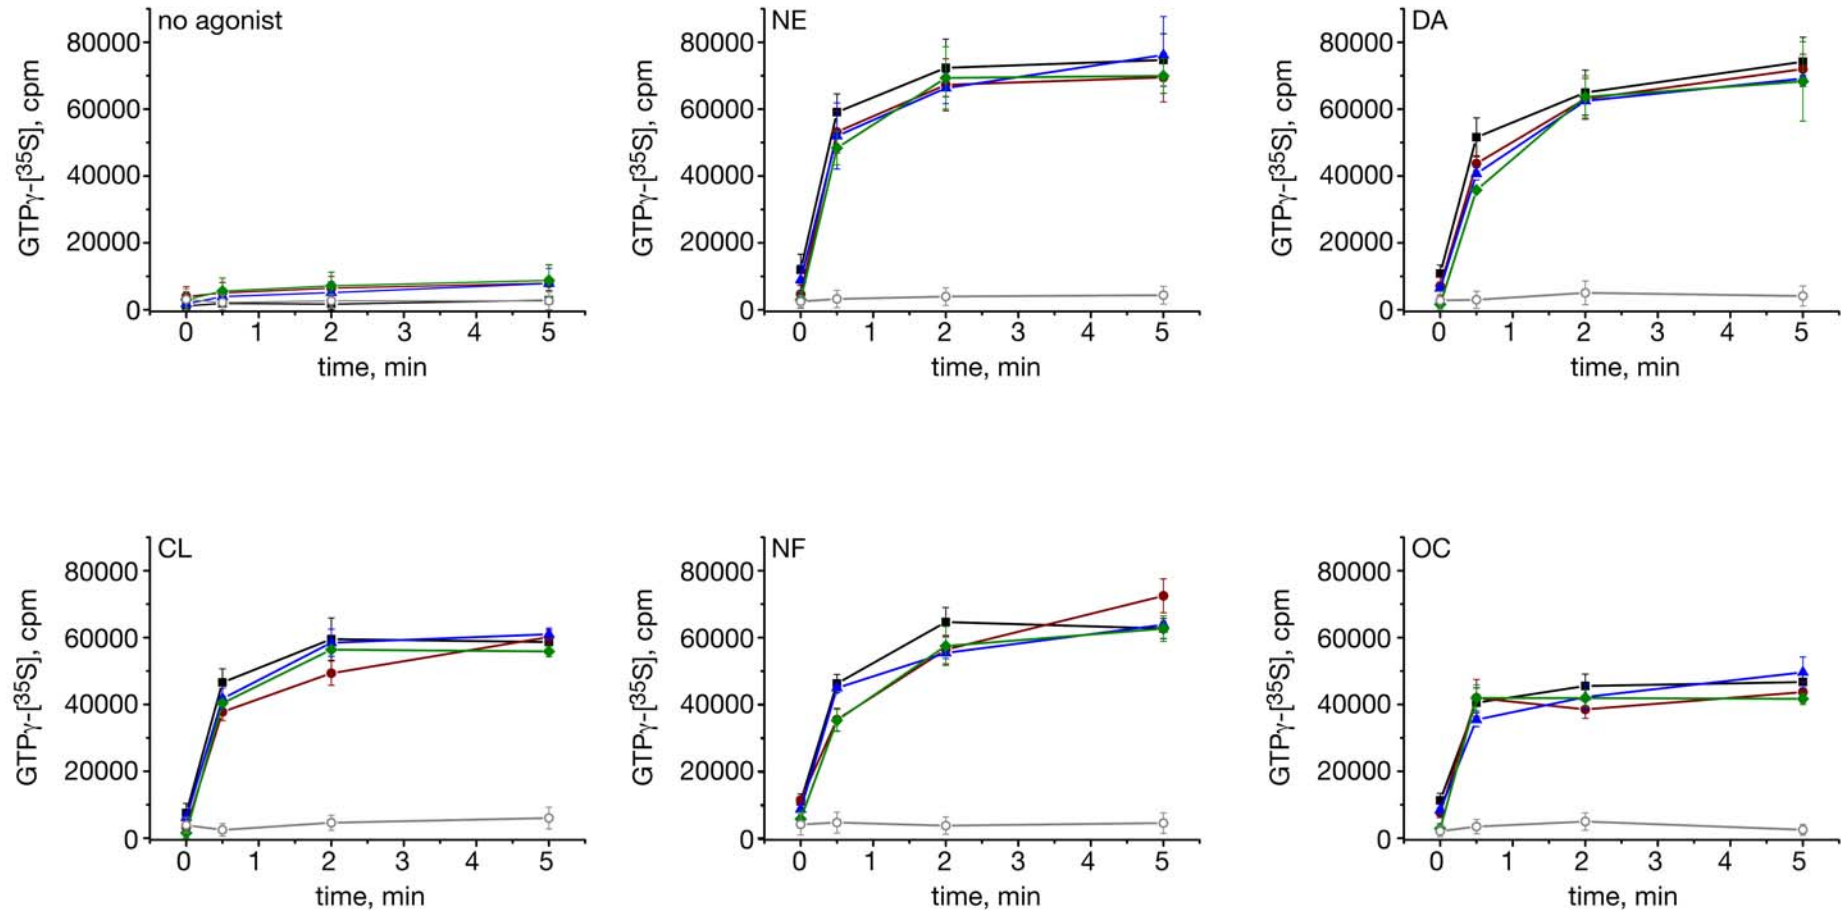 no agonist
GTPγ-[³⁵S], cpm
80000
60000
40000
20000
0
0 1 2 3 4 5
time, min
NE
GTPγ-[³⁵S], cpm
80000
60000
40000
20000
0
0 1 2 3 4 5
time, min
DA
GTPγ-[³⁵S], cpm
80000
60000
40000
20000
0
0 1 2 3 4 5
time, min
CL
GTPγ-[³⁵S], cpm
80000
60000
40000
20000
0
0 1 2 3 4 5
time, min
NF
GTPγ-[³⁵S], cpm
80000
60000
40000
20000
0
0 1 2 3 4 5
time, min
OC
GTPγ-[³⁵S], cpm
80000
60000
40000
20000
0
0 1 2 3 4 5
time, min